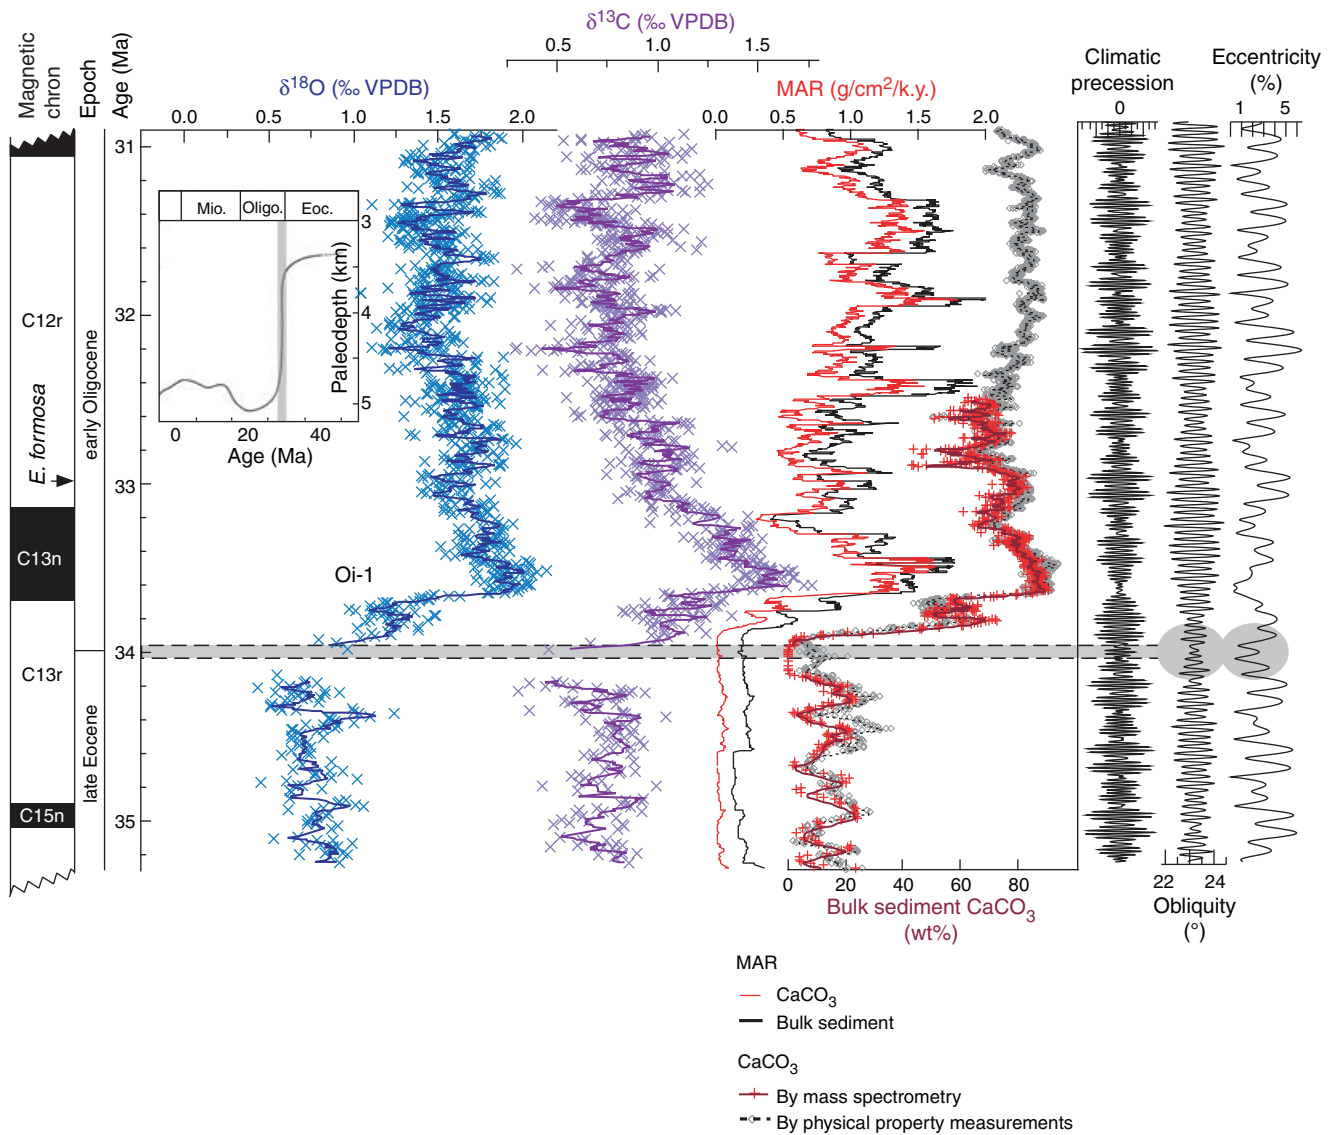 δ13C (‰ VPDB)
0.5 1.0 1.5
Magnetic chron
Epoch
Age (Ma)
δ18O (‰ VPDB)
0.0 0.5 1.0 1.5 2.0
MAR (g/cm2/k.y.)
0.0 0.5 1.0 1.5 2.0
Climatic
precession
0
Eccentricity
(%)
1 5
31
32
33
34
35
C12r
E. formosa
C13n
C13r
C15n
early Oligocene
late Eocene
Mio. Oligo. Eoc.
3
4
5
Paleodepth (km)
0 20 40
Age (Ma)
Oi-1
0 20 40 60 80
Bulk sediment CaCO3
(wt%)
22 24
Obliquity
(°)
MAR
CaCO3
Bulk sediment
CaCO3
By mass spectrometry
By physical property measurements